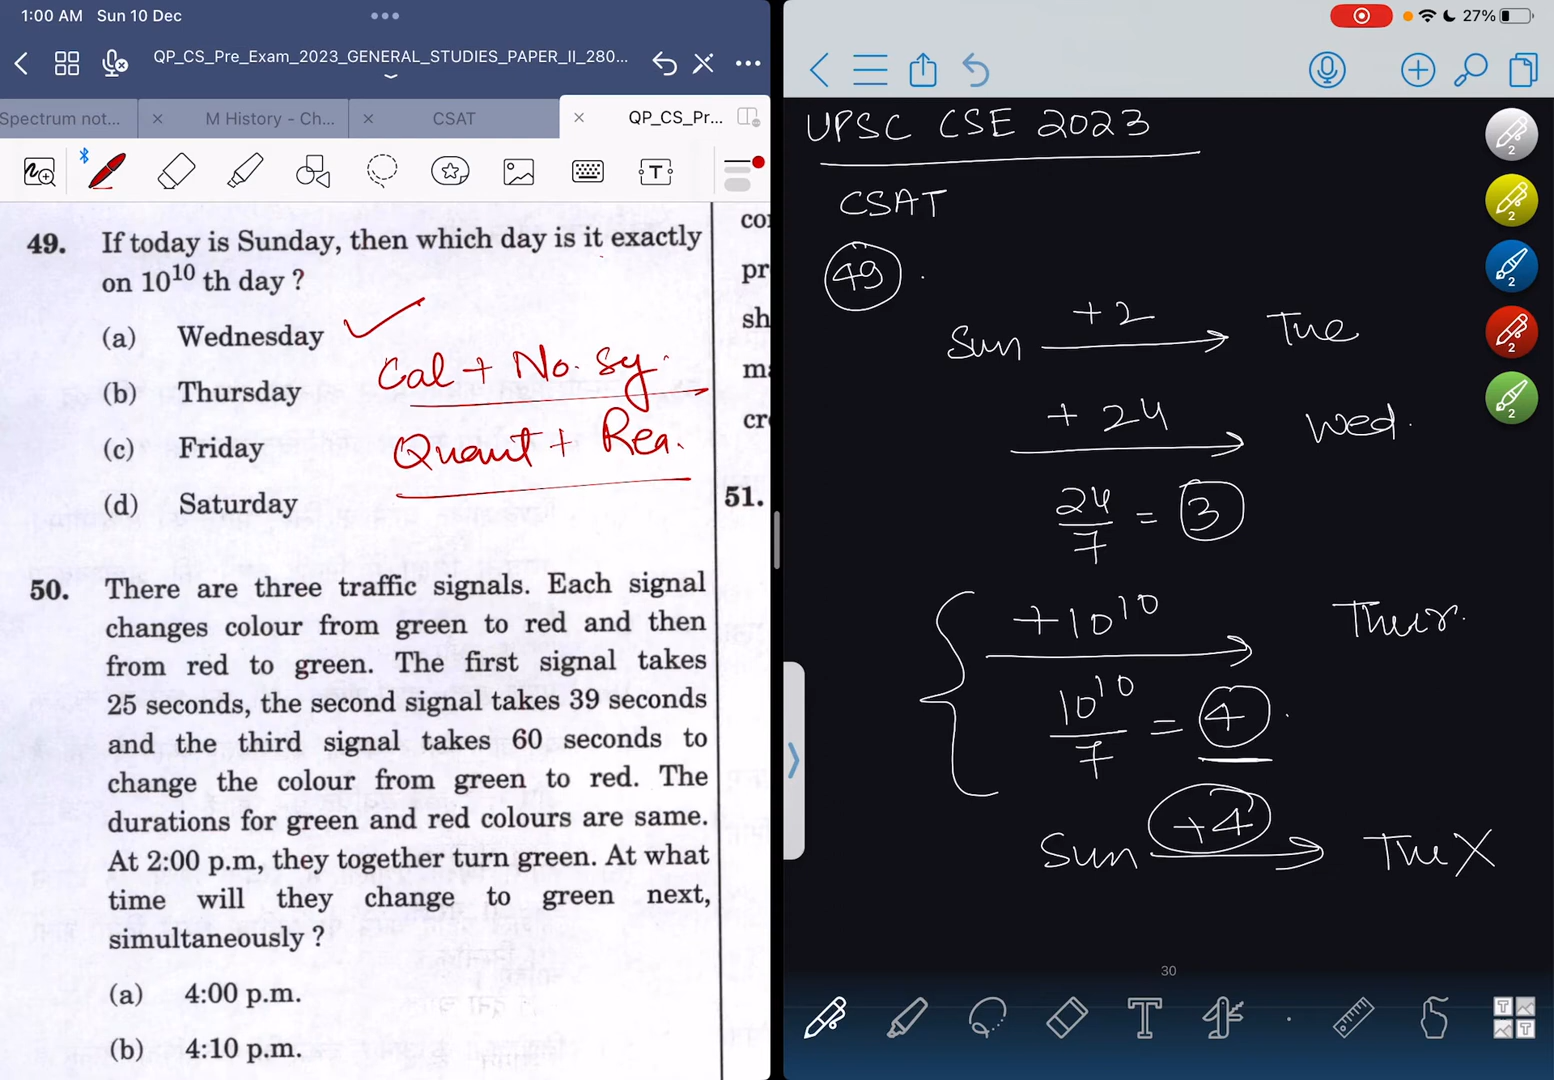 1:00 AM Sun 10 Dec
27%
QP_CS_Pre_Exam_2023_GENERAL_STUDIES_PAPER_II_280...
Spectrum not...
M History - Ch...
CSAT
QP_CS_Pr...
49. If today is Sunday, then which day is it exactly
on 10¹⁰ th day ?
(a) Wednesday
(b) Thursday
(c) Friday
(d) Saturday
Cal + No. sy.
Quant + Rea.
50. There are three traffic signals. Each signal
changes colour from green to red and then
from red to green. The first signal takes
25 seconds, the second signal takes 39 seconds
and the third signal takes 60 seconds to
change the colour from green to red. The
durations for green and red colours are same.
At 2:00 p.m, they together turn green. At what
time will they change to green next,
simultaneously ?
(a) 4:00 p.m.
(b) 4:10 p.m.
51.
UPSC CSE 2023
CSAT
49.
Sun +2 Tue
+ 24 Wed.
24/7 = 3
+10¹⁰ Thur.
10¹⁰/7 = 4
Sun +4 Thu X
30